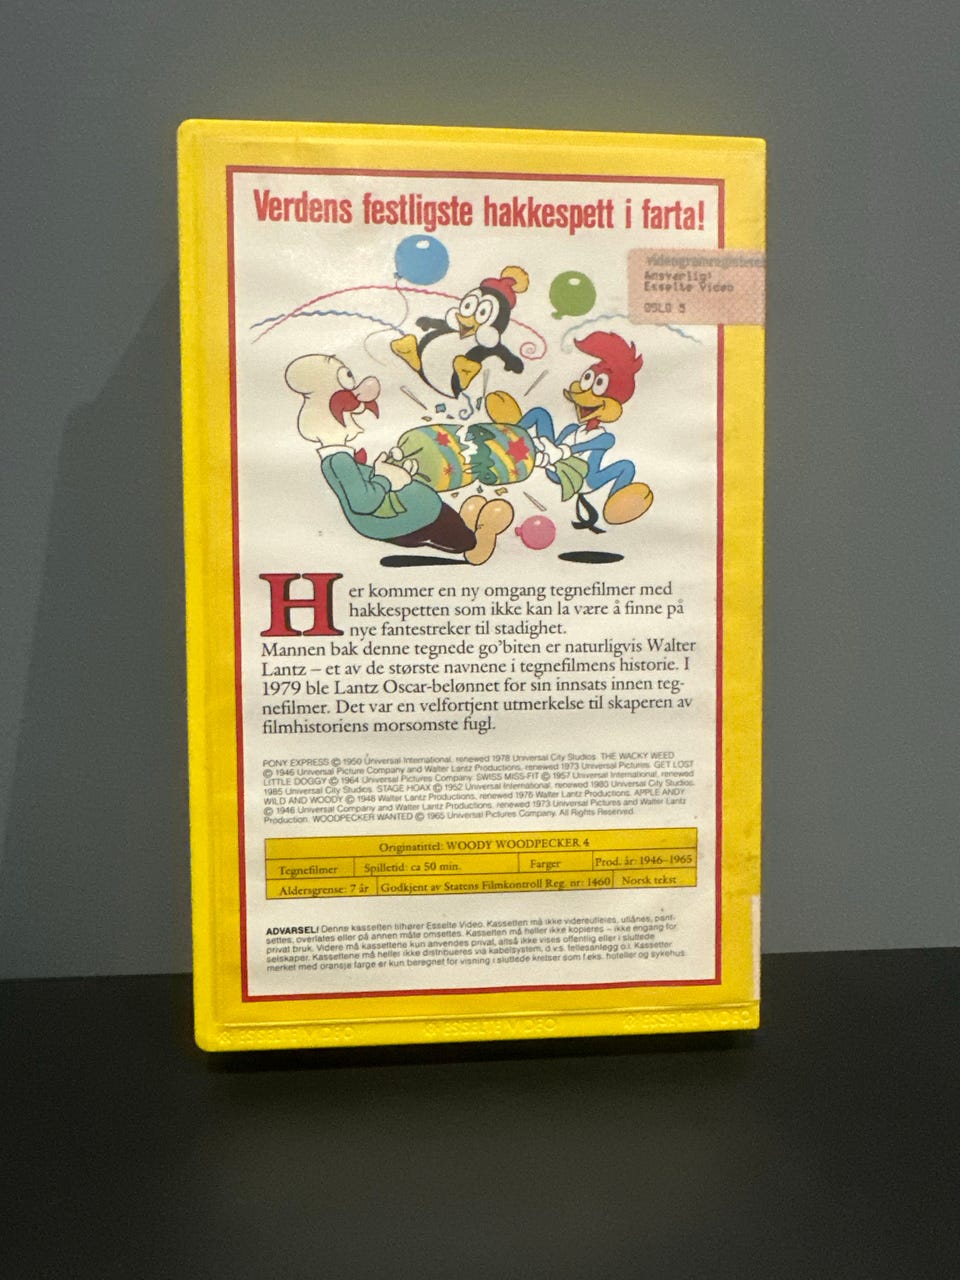 Verdens festligste hakkespett i farta!
videogramregisteret
Ansvarlig:
Esselte Video
OSLO 5
Her kommer en ny omgang tegnefilmer med
hakkespetten som ikke kan la være å finne på
nye fantestreker til stadighet.
Mannen bak denne tegnede go'biten er naturligvis Walter
Lantz – et av de største navnene i tegnefilmens historie. I
1979 ble Lantz Oscar-belønnet for sin innsats innen teg-
nefilmer. Det var en velfortjent utmerkelse til skaperen av
filmhistoriens morsomste fugl.
PONY EXPRESS © 1950 Universal International, renewed 1978 Universal City Studios. THE WACKY WEED
© 1946 Universal Picture Company and Walter Lantz Productions, renewed 1973 Universal Pictures. GET LOST
LITTLE DOGGY © 1964 Universal Pictures Company. SWISS MISS-FIT © 1957 Universal International, renewed
1985 Universal City Studios. STAGE HOAX © 1952 Universal International, renewed 1980 Universal City Studios.
WILD AND WOODY © 1948 Walter Lantz Productions, renewed 1976 Walter Lantz Productions. APPLE ANDY
© 1946 Universal Company and Walter Lantz Productions, renewed 1973 Universal Pictures and Walter Lantz
Production. WOODPECKER WANTED © 1965 Universal Pictures Company. All Rights Reserved.
Originaltittel: WOODY WOODPECKER 4
Tegnefilmer Spilletid: ca 50 min. Farger Prod. år: 1946–1965
Aldersgrense: 7 år Godkjent av Statens Filmkontroll Reg. nr: 1460 Norsk tekst
ADVARSEL! Denne kassetten tilhører Esselte Video. Kassetten må ikke videreutleies, utlånes, pant-
settes, overlates eller på annen måte omsettes. Kassetten må heller ikke kopieres – ikke engang for
privat bruk. Videre må kassettene kun anvendes privat, altså ikke vises offentlig eller i sluttede
selskaper. Kassettene må heller ikke distribueres via kabelsystem, d.v.s. fellesanlegg o.l. Kassetter
merket med oransje farge er kun beregnet for visning i sluttede kretser som f.eks. hoteller og sykehus.
ESSELTE VIDEO ESSELTE VIDEO ESSELTE VIDEO